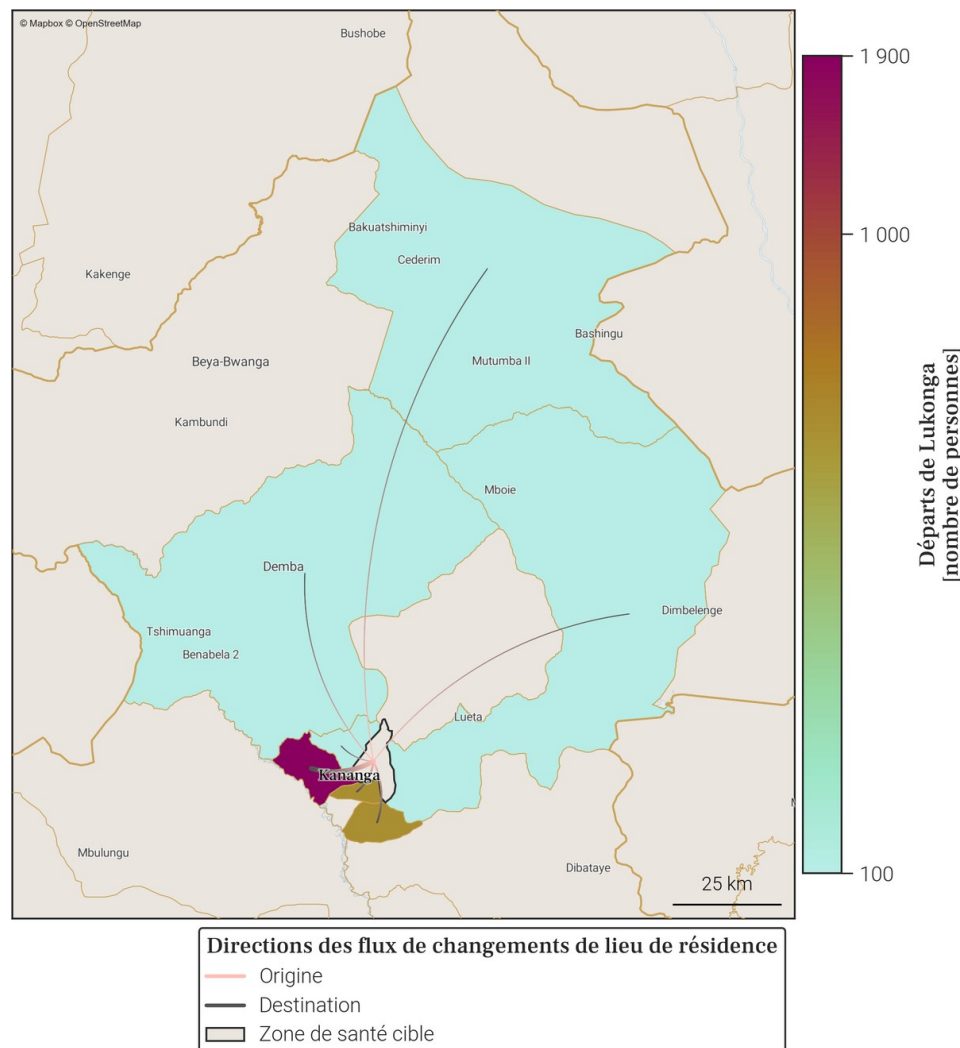 © Mapbox © OpenStreetMap
Bushobe
1 900
Bakuatshiminyi
1 000
Cederim
Kakenge
Bashingu
Beya-Bwanga
Mutumba II
Kambundi
Départs de Lukonga
[nombre de personnes]
Mboie
Demba
Dimbelenge
Tshimuanga
Benabela 2
Lueta
Kananga
Mbulungu
Dibataye
100
25 km
Directions des flux de changements de lieu de résidence
Origine
Destination
Zone de santé cible